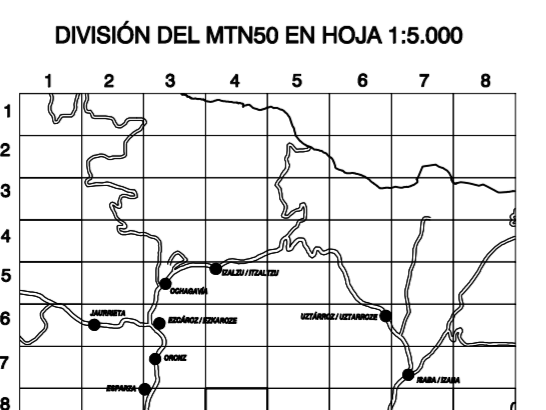 DIVISIÓN DEL MTN50 EN HOJA 1:5.000
1 2 3 4 5 6 7 8
1
2
3
4
5
IZALZU / ITZALTZU
OCHAGAVÍA
6
JAURRIETA
EZCÁROZ / EZKAROZE
UZTÁRROZ / UZTARROZE
7
ORONZ
ISABA / IZABA
ESPARZA
8